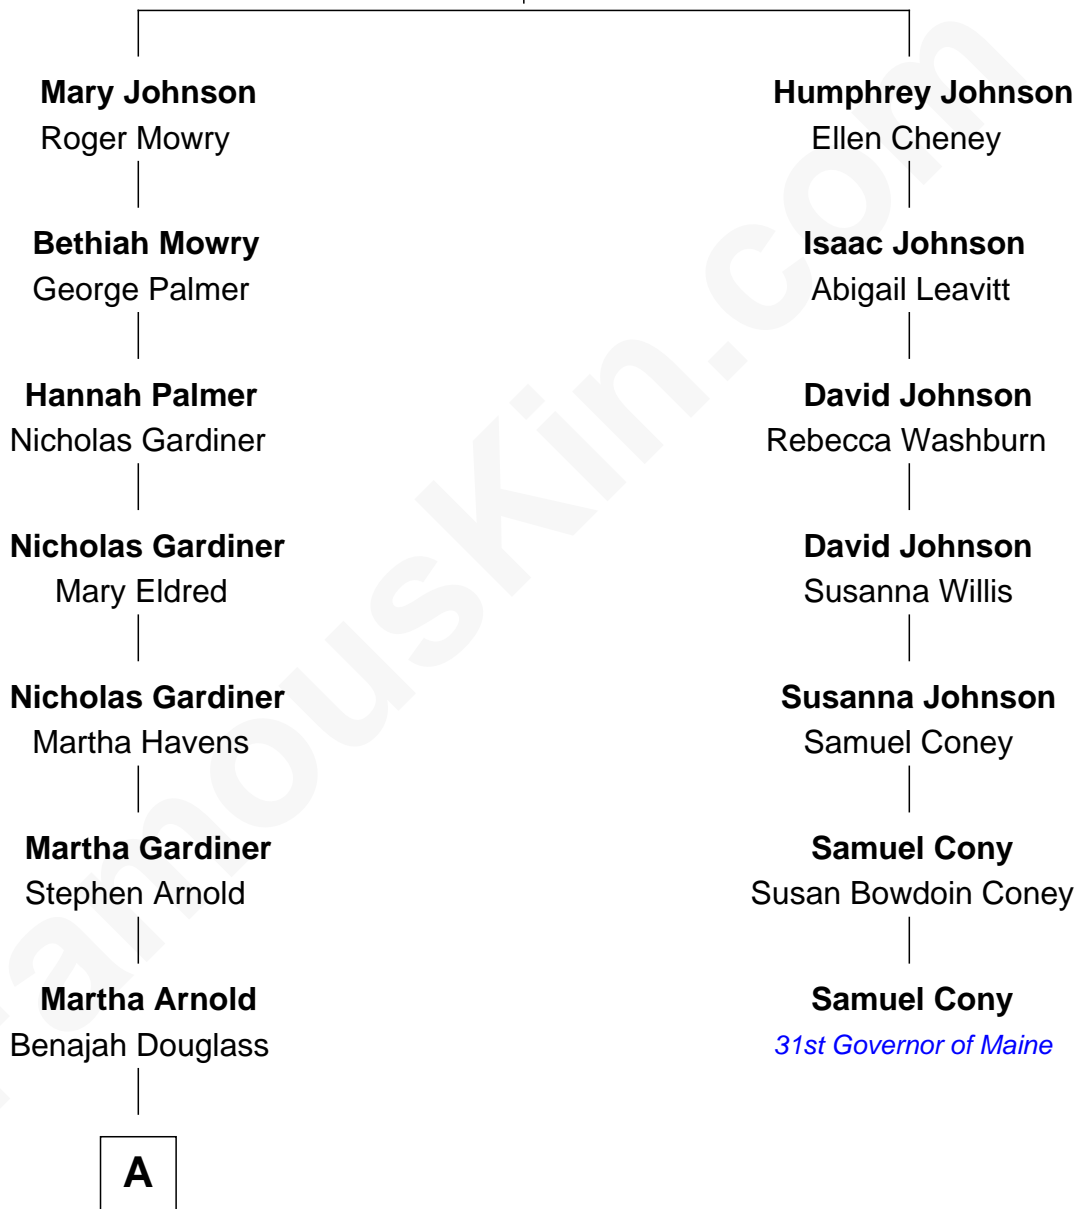 Mary Johnson
Roger Mowry
Humphrey Johnson
Ellen Cheney
Bethiah Mowry
George Palmer
Isaac Johnson
Abigail Leavitt
Hannah Palmer
Nicholas Gardiner
David Johnson
Rebecca Washburn
Nicholas Gardiner
Mary Eldred
David Johnson
Susanna Willis
Nicholas Gardiner
Martha Havens
Susanna Johnson
Samuel Coney
Martha Gardiner
Stephen Arnold
Samuel Cony
Susan Bowdoin Coney
Martha Arnold
Benajah Douglass
Samuel Cony
31st Governor of Maine
A
FamousKin.com